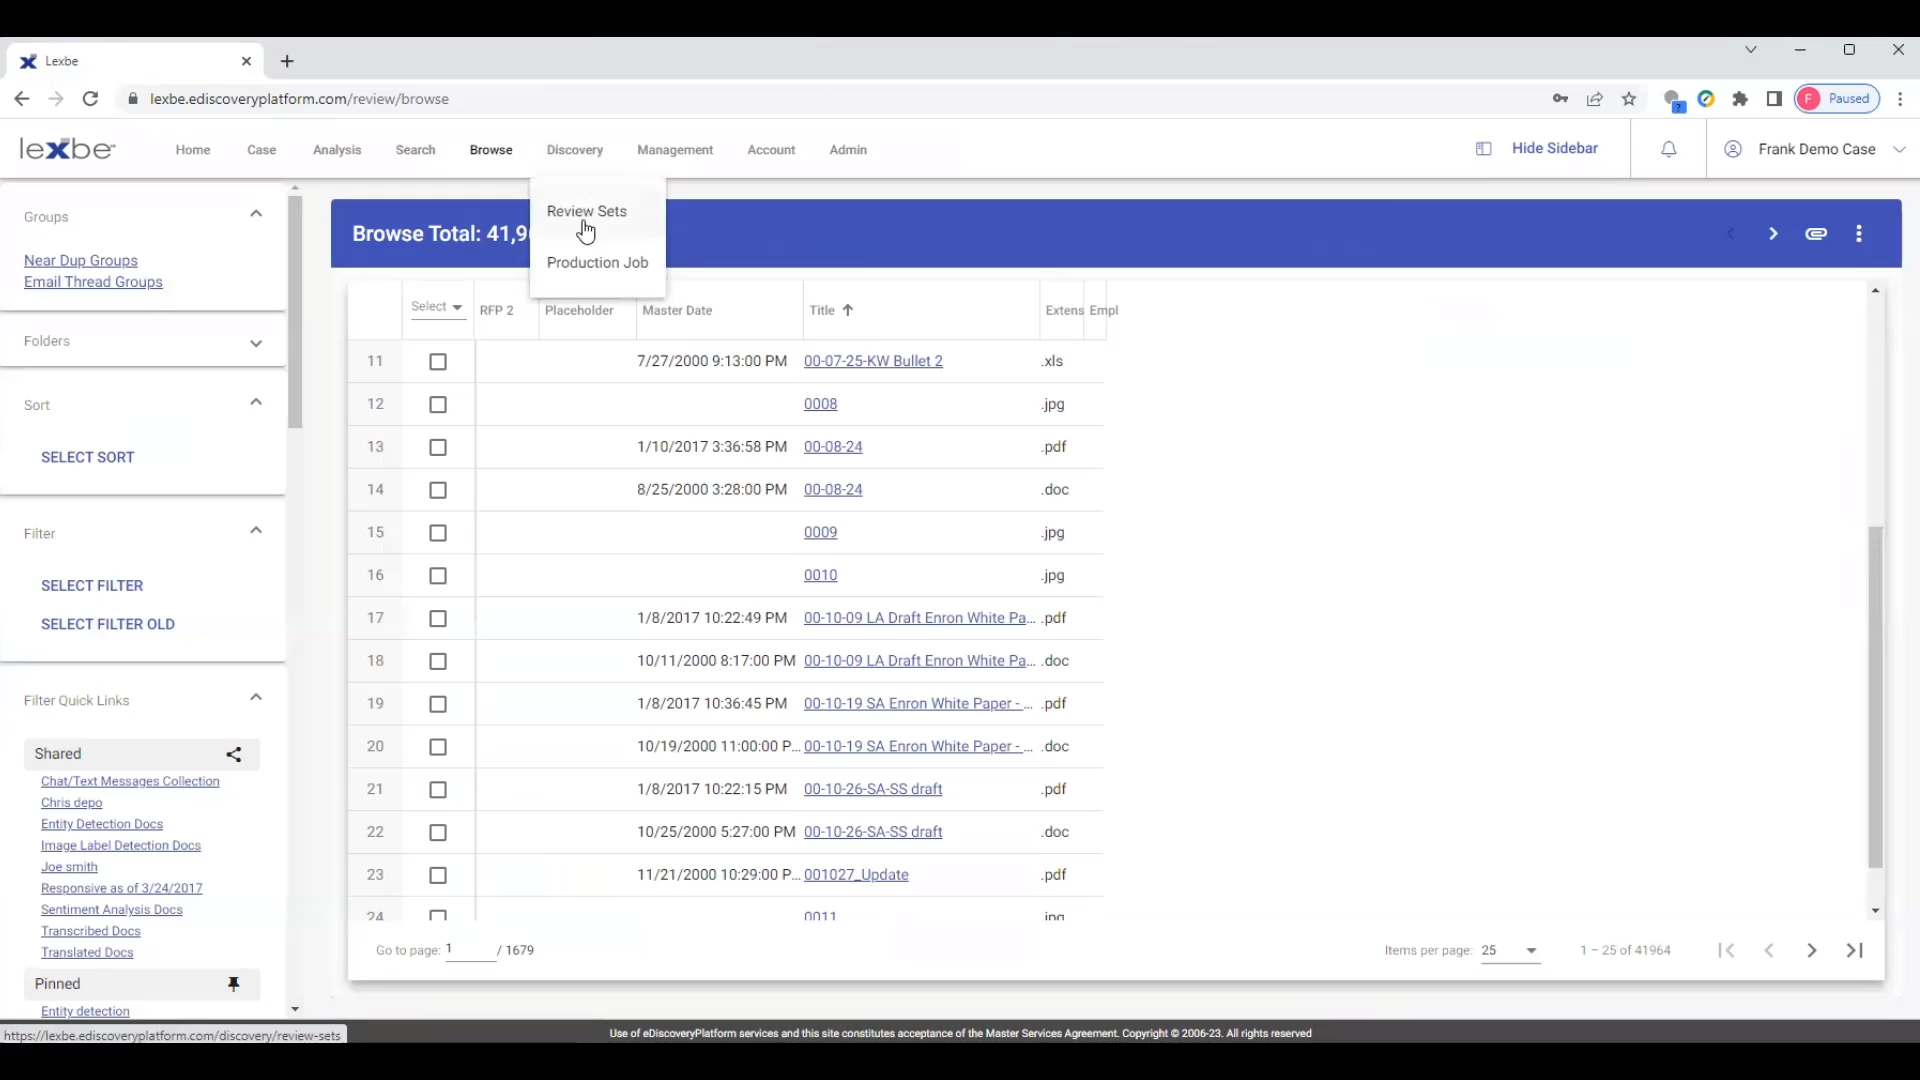 Lexbe
lexbe.ediscoveryplatform.com/review/browse
F Paused
lexbe
Home Case Analysis Search Browse Discovery Management Account Admin
Hide Sidebar
Frank Demo Case
Review Sets
Production Job
Groups
Near Dup Groups
Email Thread Groups
Folders
Sort
SELECT SORT
Filter
SELECT FILTER
SELECT FILTER OLD
Filter Quick Links
Shared
Chat/Text Messages Collection
Chris depo
Entity Detection Docs
Image Label Detection Docs
Joe smith
Responsive as of 3/24/2017
Sentiment Analysis Docs
Transcribed Docs
Translated Docs
Pinned
Entity detection
Browse Total: 41,9
Select RFP 2 Placeholder Master Date Title Extens Empl
11 7/27/2000 9:13:00 PM 00-07-25-KW Bullet 2 .xls
12 0008 .jpg
13 1/10/2017 3:36:58 PM 00-08-24 .pdf
14 8/25/2000 3:28:00 PM 00-08-24 .doc
15 0009 .jpg
16 0010 .jpg
17 1/8/2017 10:22:49 PM 00-10-09 LA Draft Enron White Pa... .pdf
18 10/11/2000 8:17:00 PM 00-10-09 LA Draft Enron White Pa... .doc
19 1/8/2017 10:36:45 PM 00-10-19 SA Enron White Paper - ... .pdf
20 10/19/2000 11:00:00 P... 00-10-19 SA Enron White Paper - ... .doc
21 1/8/2017 10:22:15 PM 00-10-26-SA-SS draft .pdf
22 10/25/2000 5:27:00 PM 00-10-26-SA-SS draft .doc
23 11/21/2000 10:29:00 P... 001027_Update .pdf
24 0011 .jpg
Go to page: 1 / 1679
Items per page: 25 1 – 25 of 41964
https://lexbe.ediscoveryplatform.com/discovery/review-sets
Use of eDiscoveryPlatform services and this site constitutes acceptance of the Master Services Agreement. Copyright © 2006-23. All rights reserved